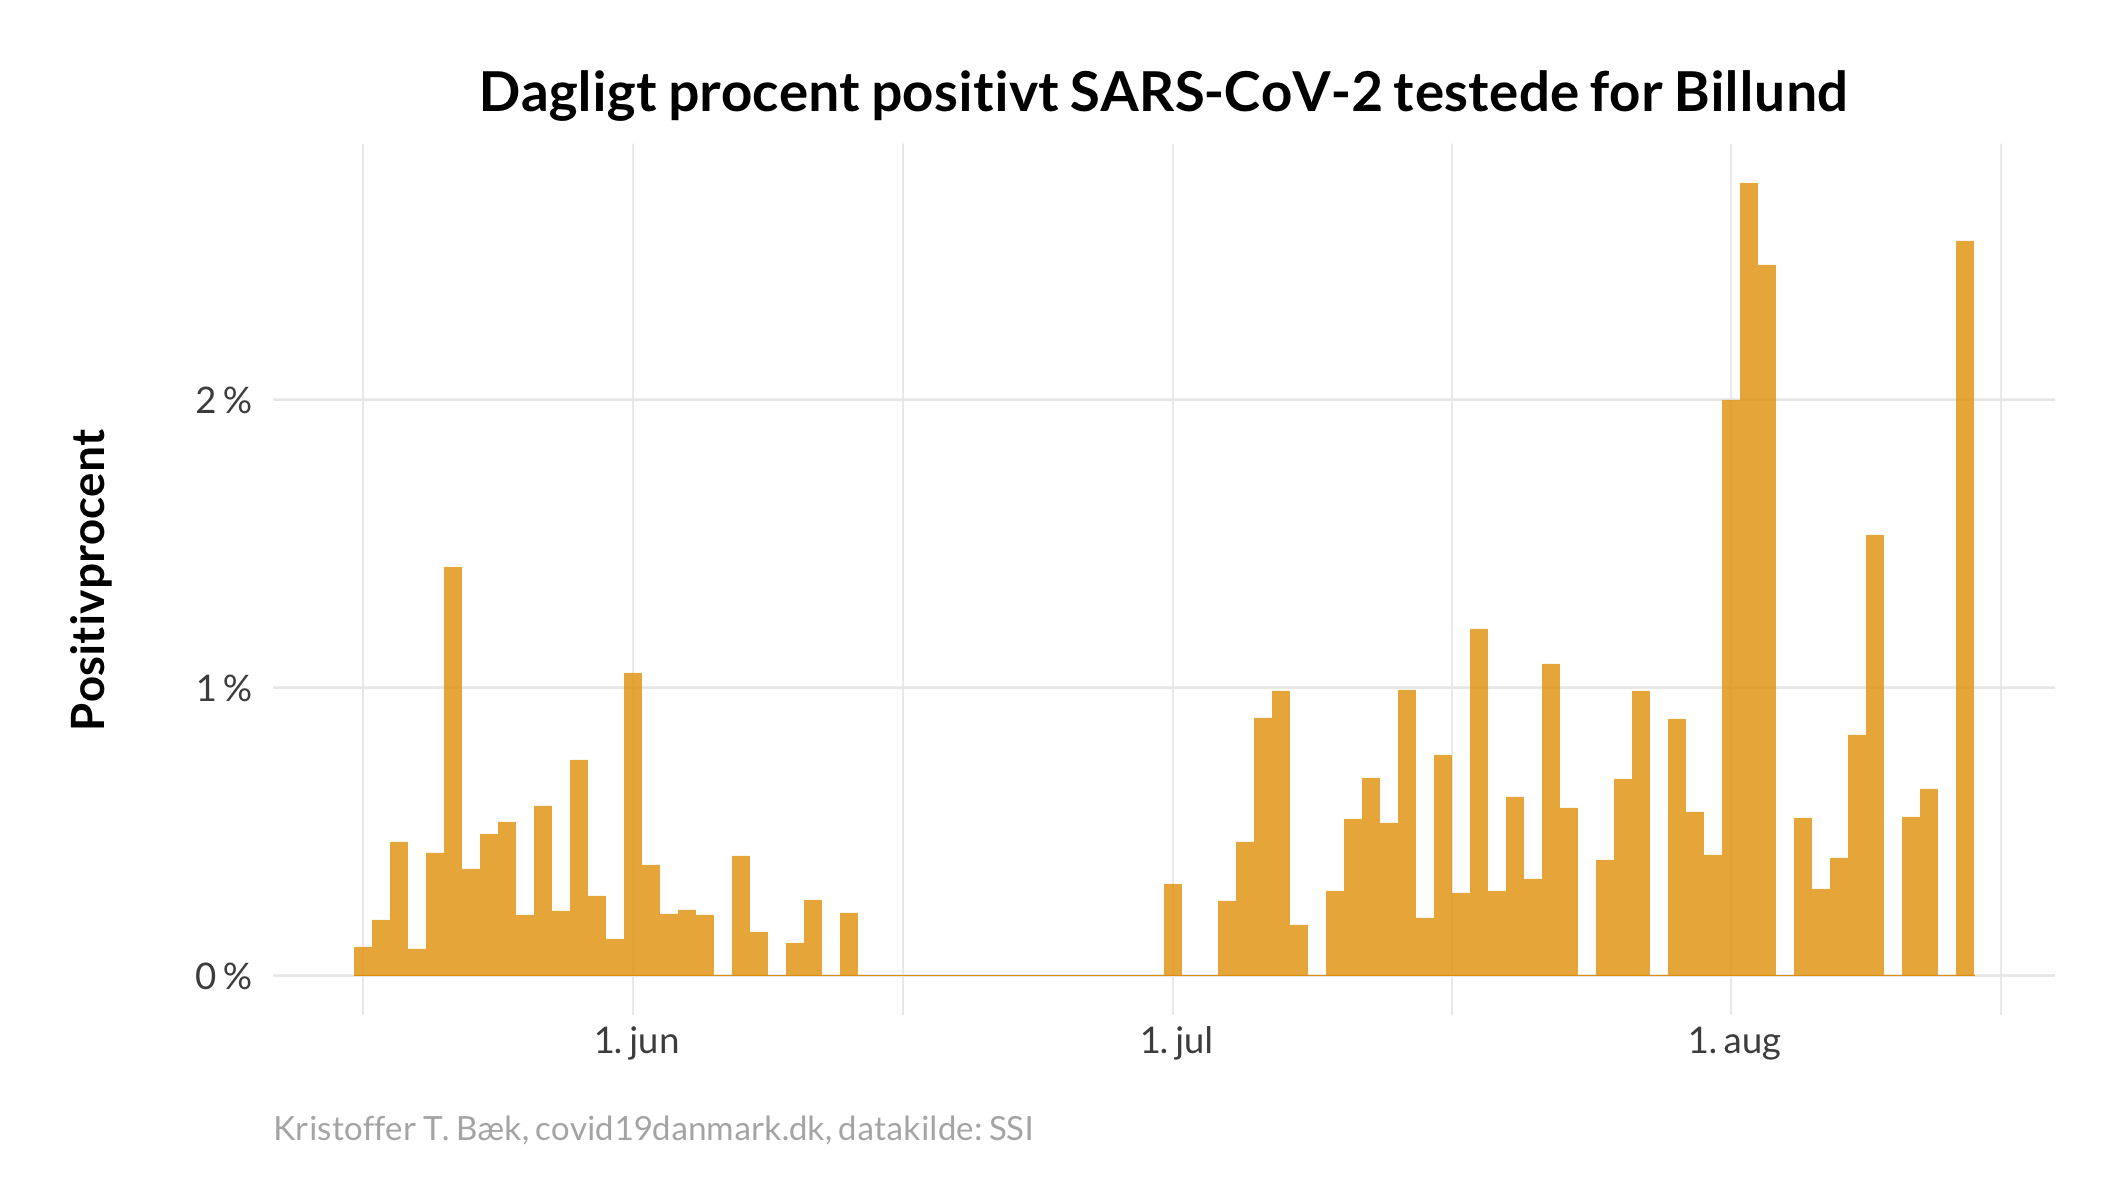 Dagligt procent positivt SARS-CoV-2 testede for Billund
Positivprocent
2 %
1 %
0 %
1. jun
1. jul
1. aug
Kristoffer T. Bæk, covid19danmark.dk, datakilde: SSI